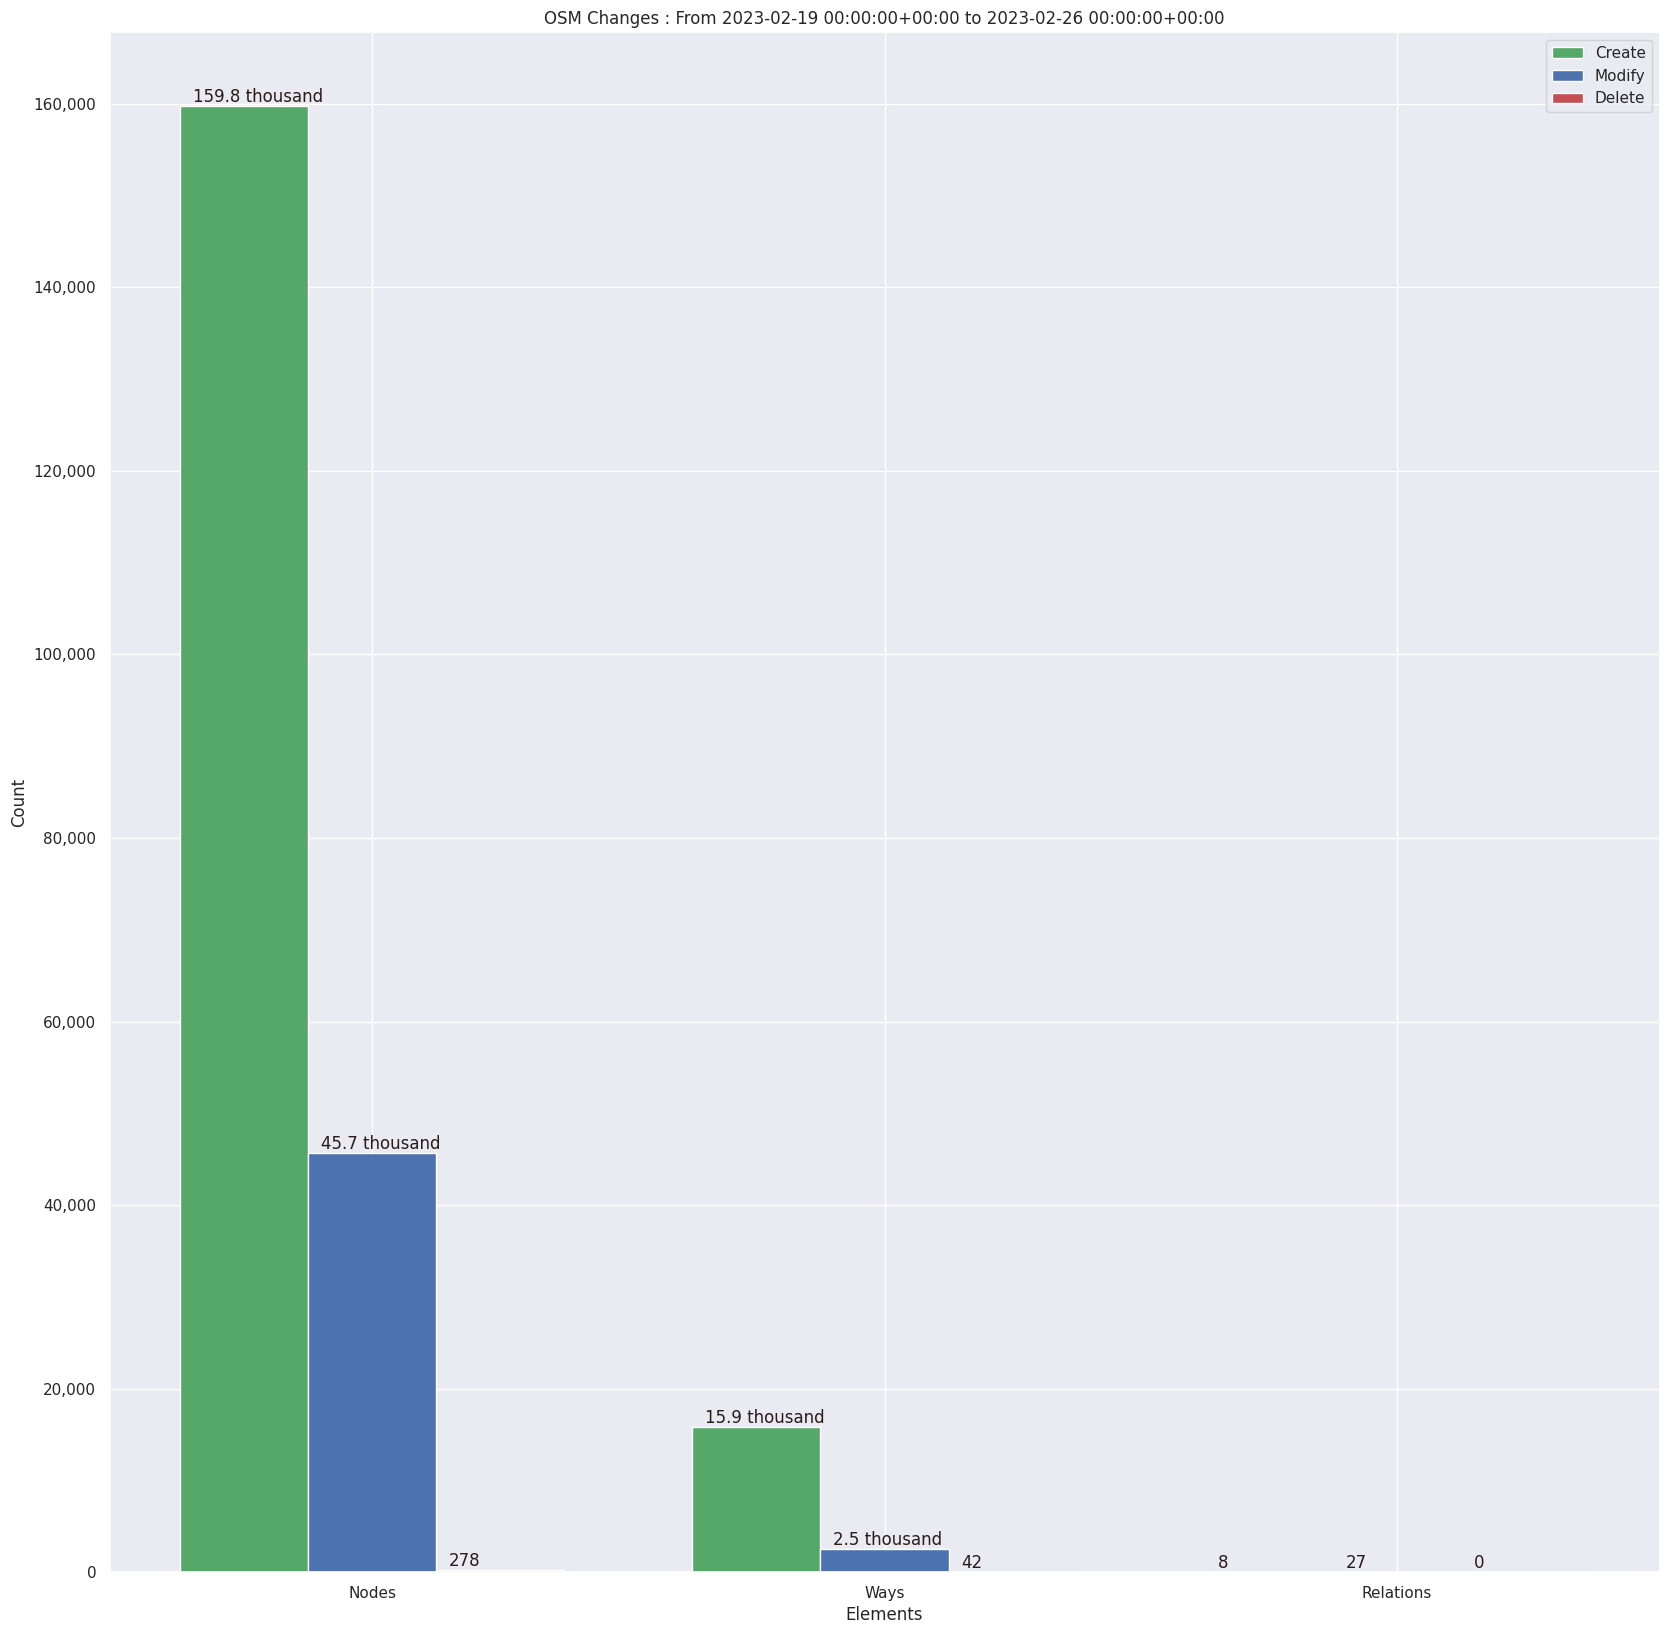 OSM Changes : From 2023-02-19 00:00:00+00:00 to 2023-02-26 00:00:00+00:00
Create
Modify
Delete
159.8 thousand
160,000
140,000
120,000
100,000
80,000
60,000
40,000
20,000
0
Count
45.7 thousand
278
15.9 thousand
2.5 thousand
42
8
27
0
Nodes
Ways
Relations
Elements